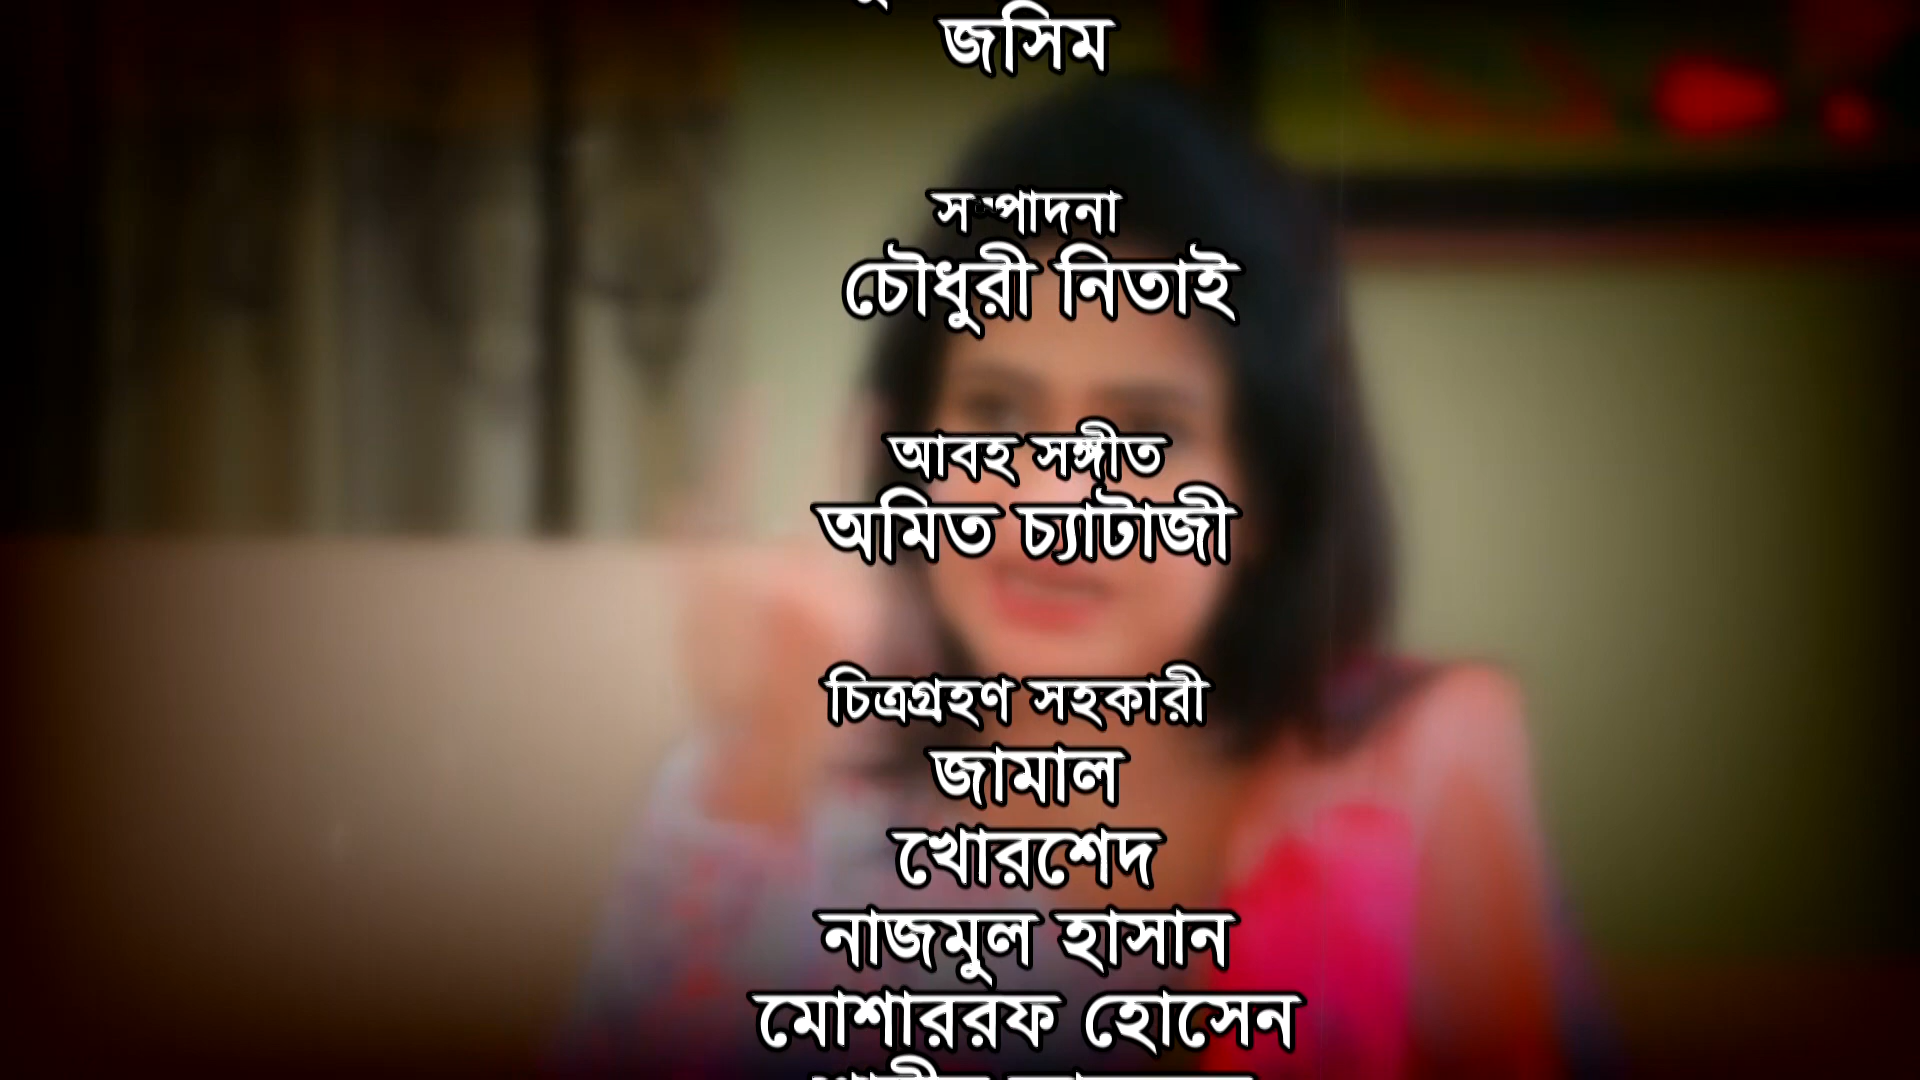 জসিম
সম্পাদনা
চৌধুরী নিতাই
আবহ সঙ্গীত
অমিত চ্যাটাজী
চিত্রগ্রহণ সহকারী
জামাল
খোরশেদ
নাজমুল হাসান
মোশাররফ হোসেন